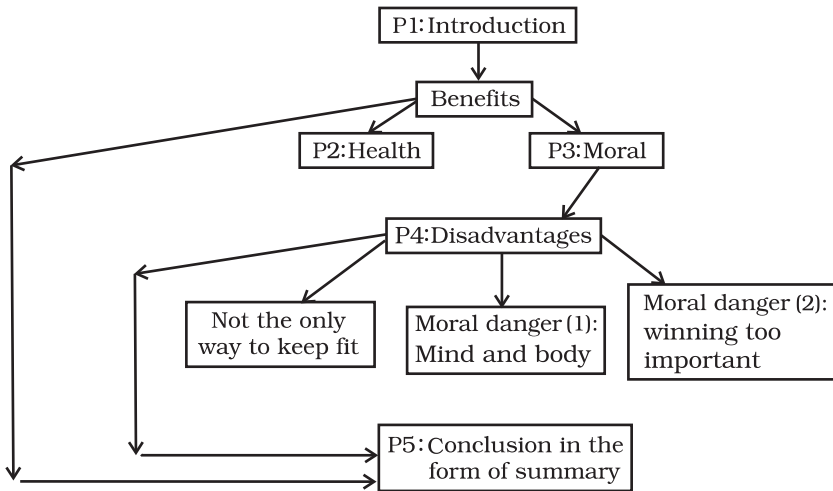 P1:Introduction
Benefits
P2:Health
P3:Moral
P4:Disadvantages
Not the only
way to keep fit
Moral danger (1):
Mind and body
Moral danger (2):
winning too
important
P5:Conclusion in the
form of summary